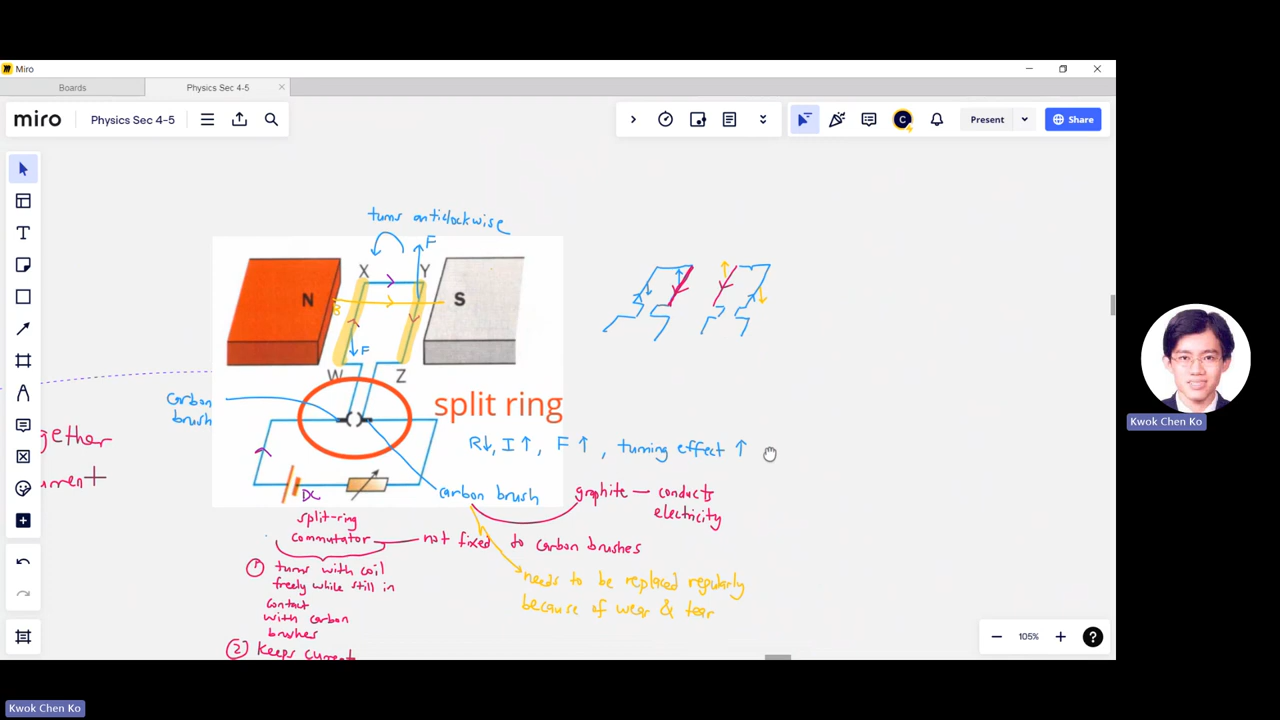 Miro
Boards
Physics Sec 4-5
miro
Physics Sec 4-5
C
Present
Share
turns anticlockwise
F
X
Y
N
B
S
F
W
Z
carbon
brush
split ring
gether
urrent
R↓, I ↑, F ↑, turning effect ↑
DC
carbon brush
graphite — conducts
electricity
split-ring
commutator
not fixed to carbon brushes
① turns with coil
freely while still in
contact
with carbon
brushes
needs to be replaced regularly
because of wear & tear
② keeps current
105%
?
Kwok Chen Ko
Kwok Chen Ko